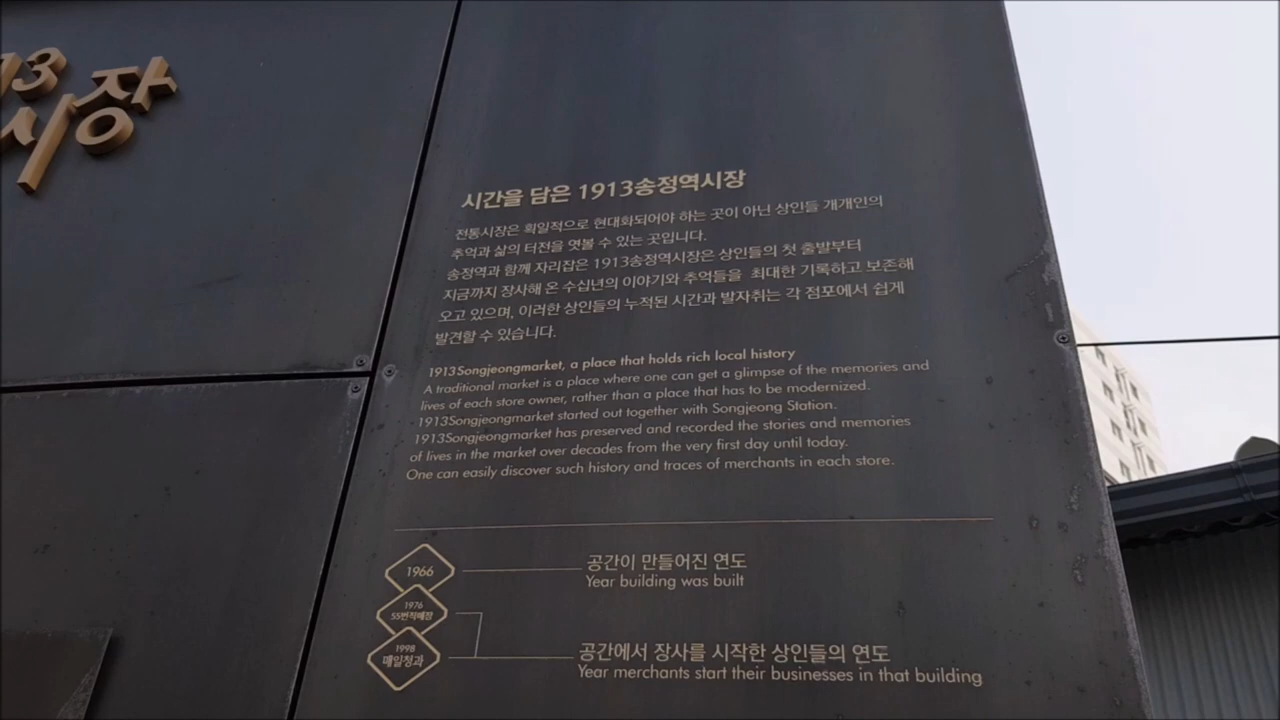 13
시장
시간을 담은 1913송정역시장
전통시장은 획일적으로 현대화되어야 하는 곳이 아닌 상인들 개개인의
추억과 삶의 터전을 엿볼 수 있는 곳입니다.
송정역과 함께 자리잡은 1913송정역시장은 상인들의 첫 출발부터
지금까지 장사해 온 수십년의 이야기와 추억들을 최대한 기록하고 보존해
오고 있으며, 이러한 상인들의 누적된 시간과 발자취는 각 점포에서 쉽게
발견할 수 있습니다.
1913Songjeongmarket, a place that holds rich local history
A traditional market is a place where one can get a glimpse of the memories and
lives of each store owner, rather than a place that has to be modernized.
1913Songjeongmarket started out together with Songjeong Station.
1913Songjeongmarket has preserved and recorded the stories and memories
of lives in the market over decades from the very first day until today.
One can easily discover such history and traces of merchants in each store.
1966
공간이 만들어진 연도
Year building was built
1976
55번직매장
1998
매일청과
공간에서 장사를 시작한 상인들의 연도
Year merchants start their businesses in that building